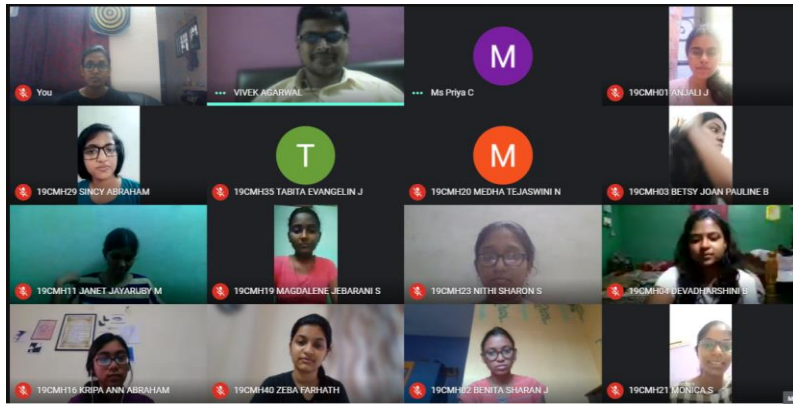 You
VIVEK AGARWAL
M
Ms Priya C
19CMH01 ANJALI J
19CMH29 SINCY ABRAHAM
T
19CMH35 TABITA EVANGELIN J
M
19CMH20 MEDHA TEJASWINI N
19CMH03 BETSY JOAN PAULINE B
19CMH11 JANET JAYARUBY M
19CMH19 MAGDALENE JEBARANI S
19CMH23 NITHI SHARON S
19CMH04 DEVADHARSHINI B
19CMH16 KRIPA ANN ABRAHAM
19CMH40 ZEBA FARHATH
19CMH32 BENITA SHARAN J
19CMH21 MONICA.S
M